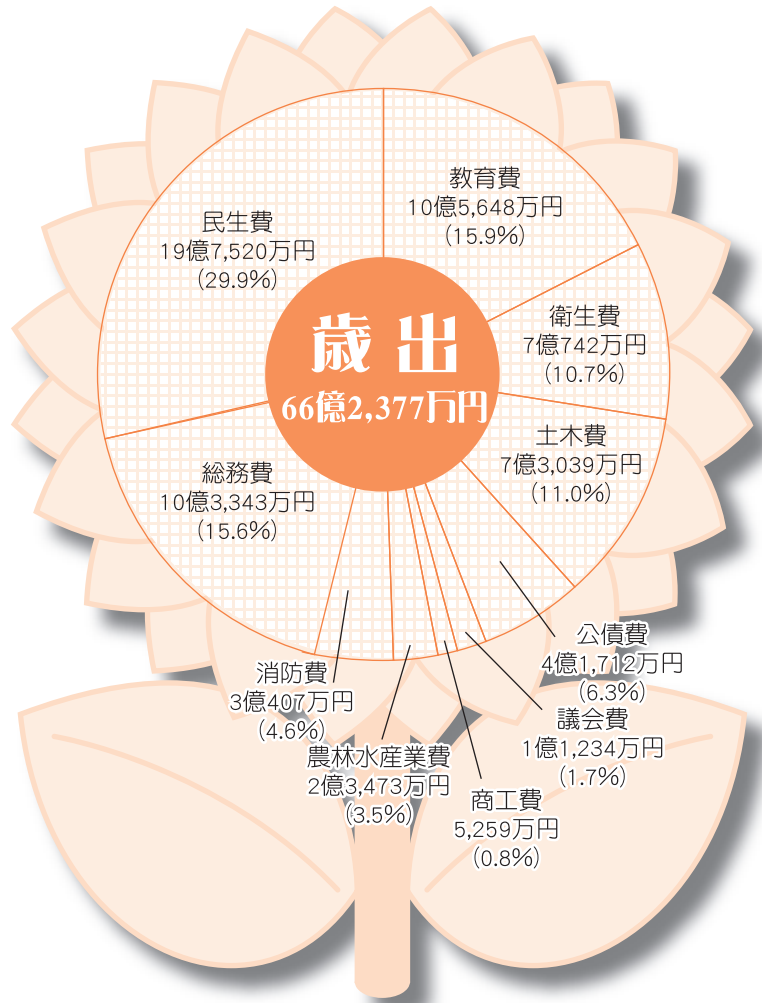 歳出
66億2,377万円
教育費
10億5,648万円
(15.9%)
衛生費
7億742万円
(10.7%)
土木費
7億3,039万円
(11.0%)
公債費
4億1,712万円
(6.3%)
議会費
1億1,234万円
(1.7%)
商工費
5,259万円
(0.8%)
農林水産業費
2億3,473万円
(3.5%)
消防費
3億407万円
(4.6%)
総務費
10億3,343万円
(15.6%)
民生費
19億7,520万円
(29.9%)